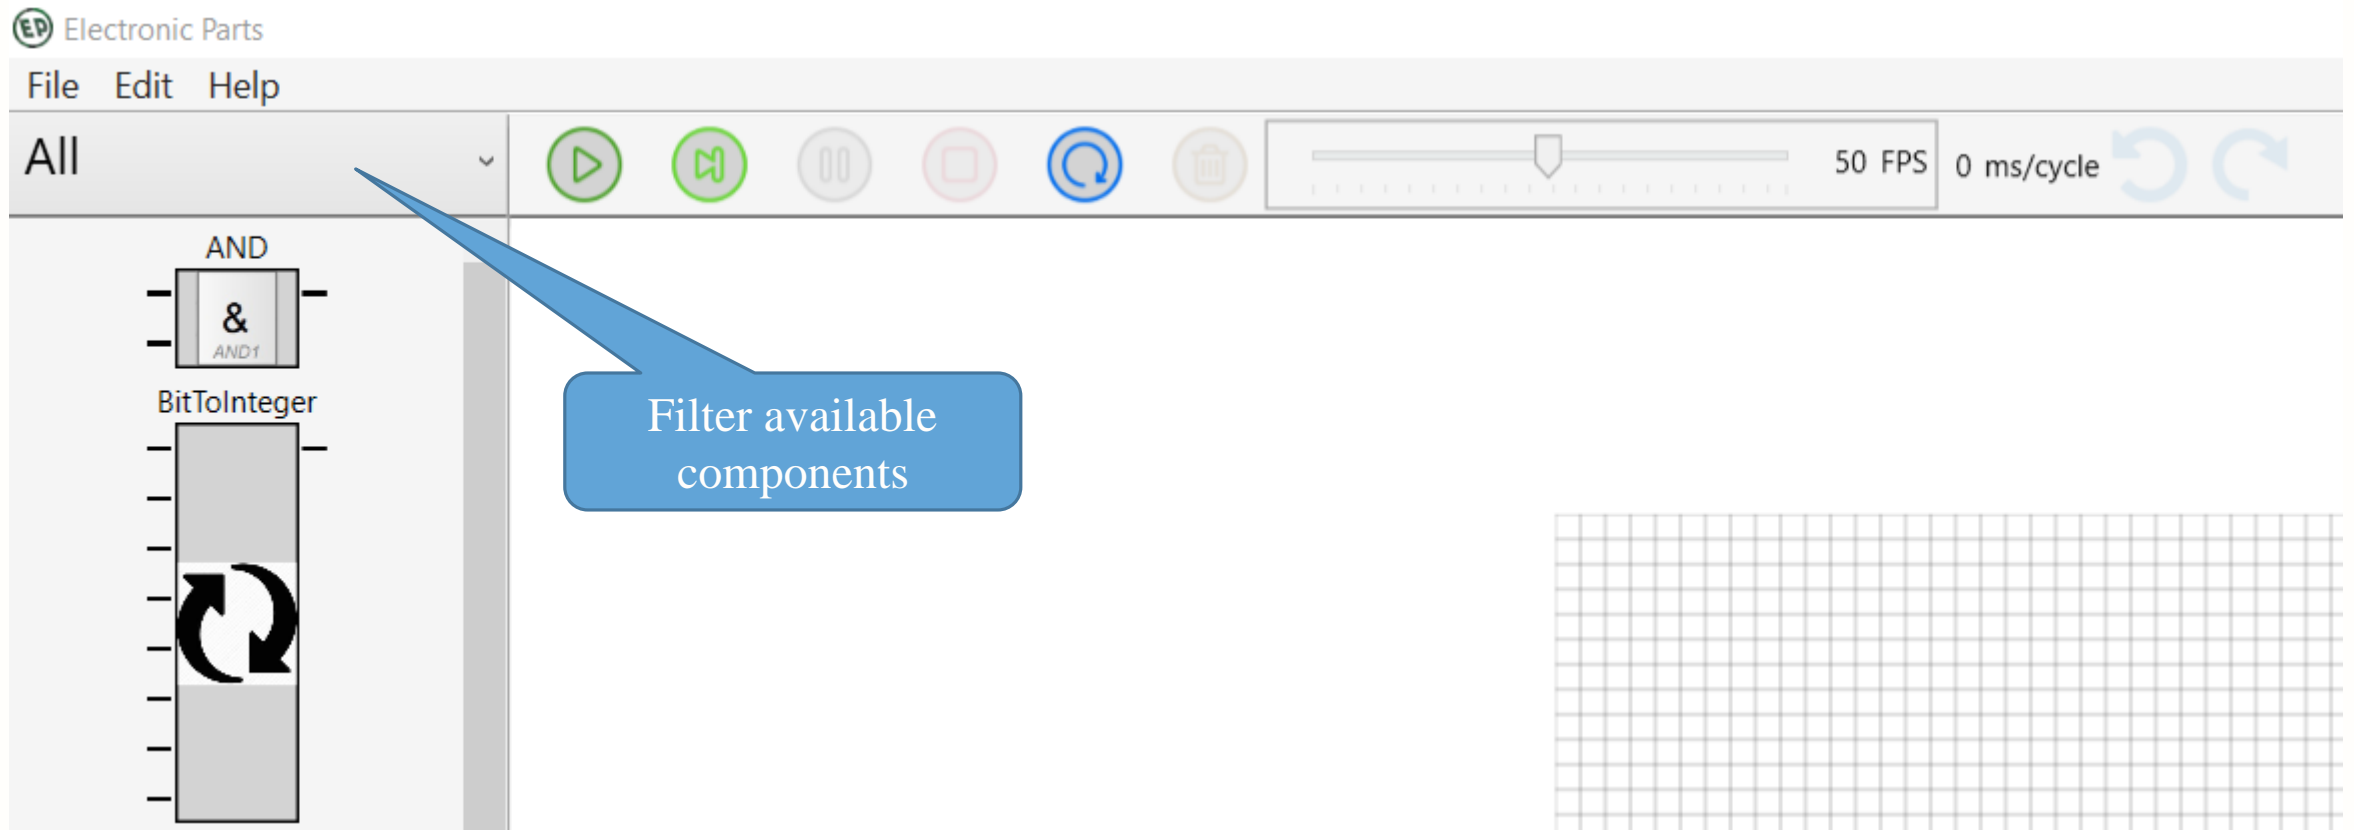 EP Electronic Parts
File Edit Help
All
50 FPS
0 ms/cycle
AND
&
AND1
BitToInteger
Filter available
components